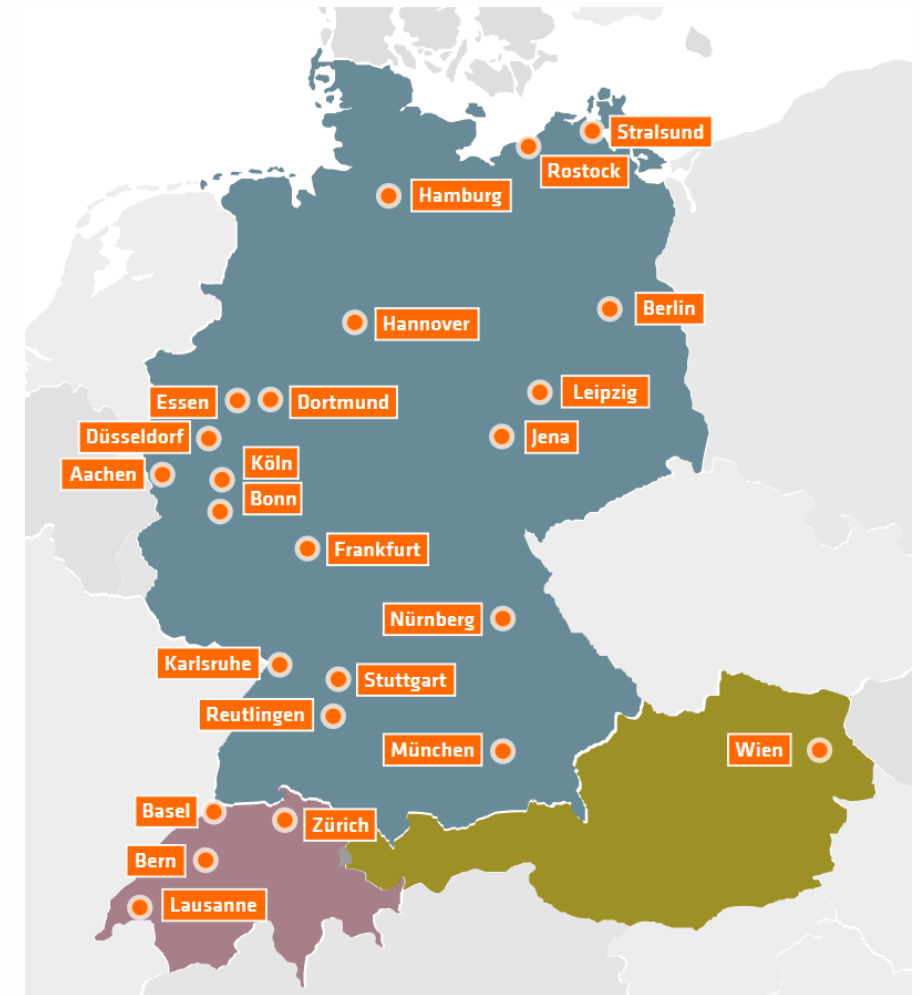 Stralsund
Rostock
Hamburg
Berlin
Hannover
Leipzig
Essen
Dortmund
Düsseldorf
Jena
Köln
Aachen
Bonn
Frankfurt
Nürnberg
Karlsruhe
Stuttgart
Reutlingen
München
Wien
Basel
Zürich
Bern
Lausanne